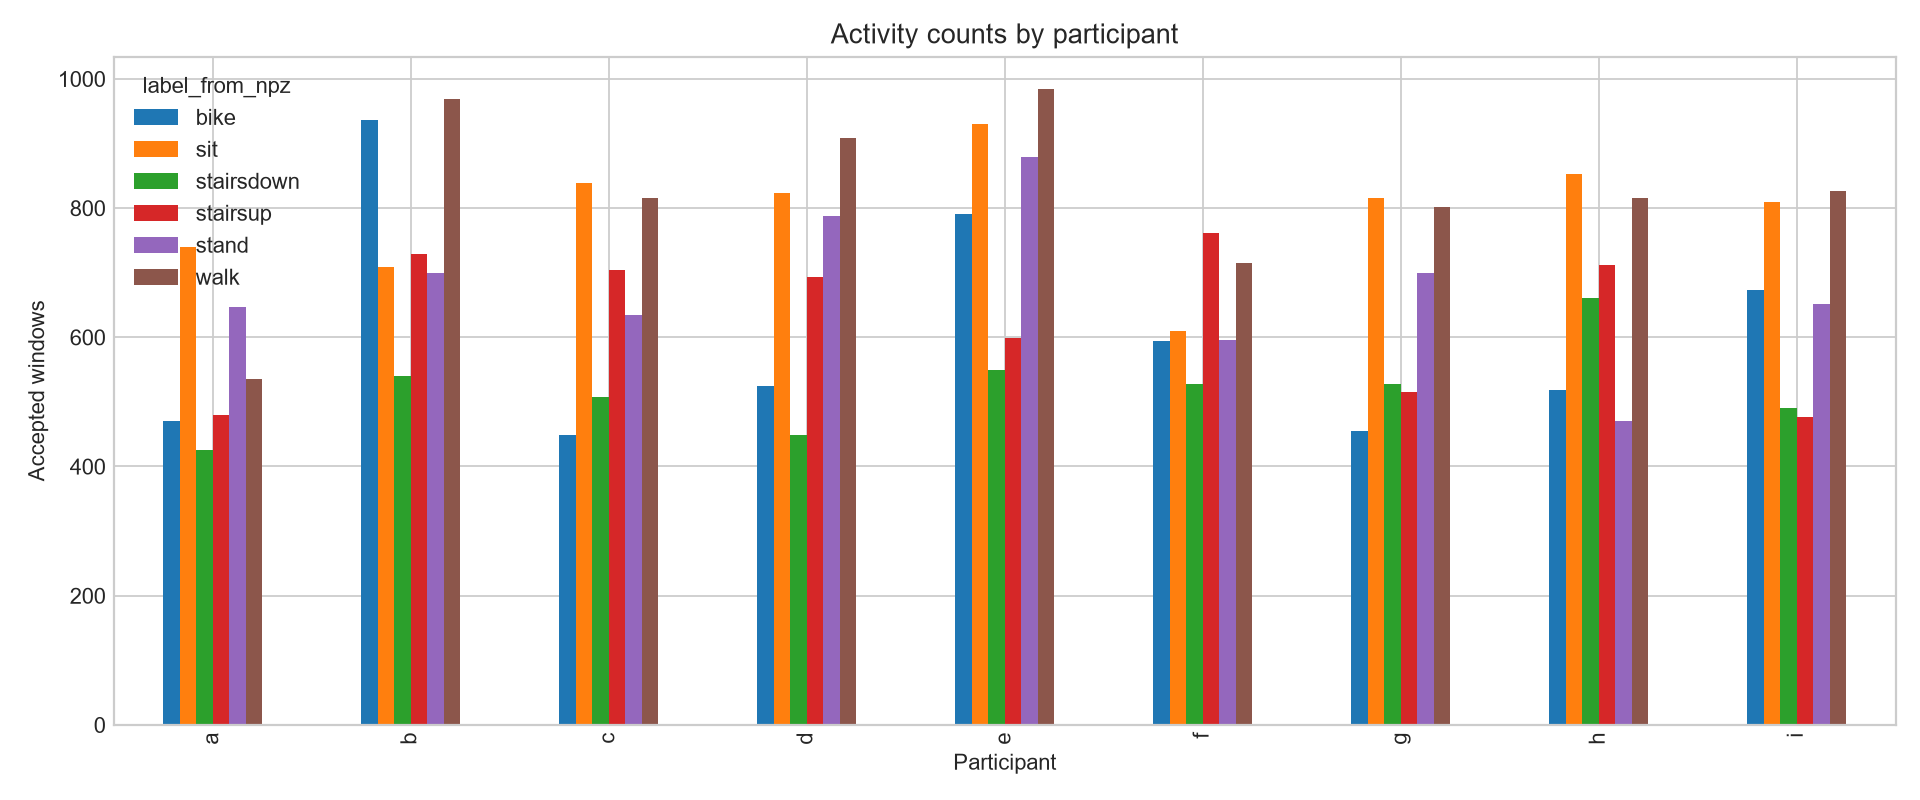 Activity counts by participant
label_from_npz
bike
sit
stairsdown
stairsup
stand
walk
Accepted windows
1000
800
600
400
200
0
a
b
c
d
e
f
g
h
i
Participant